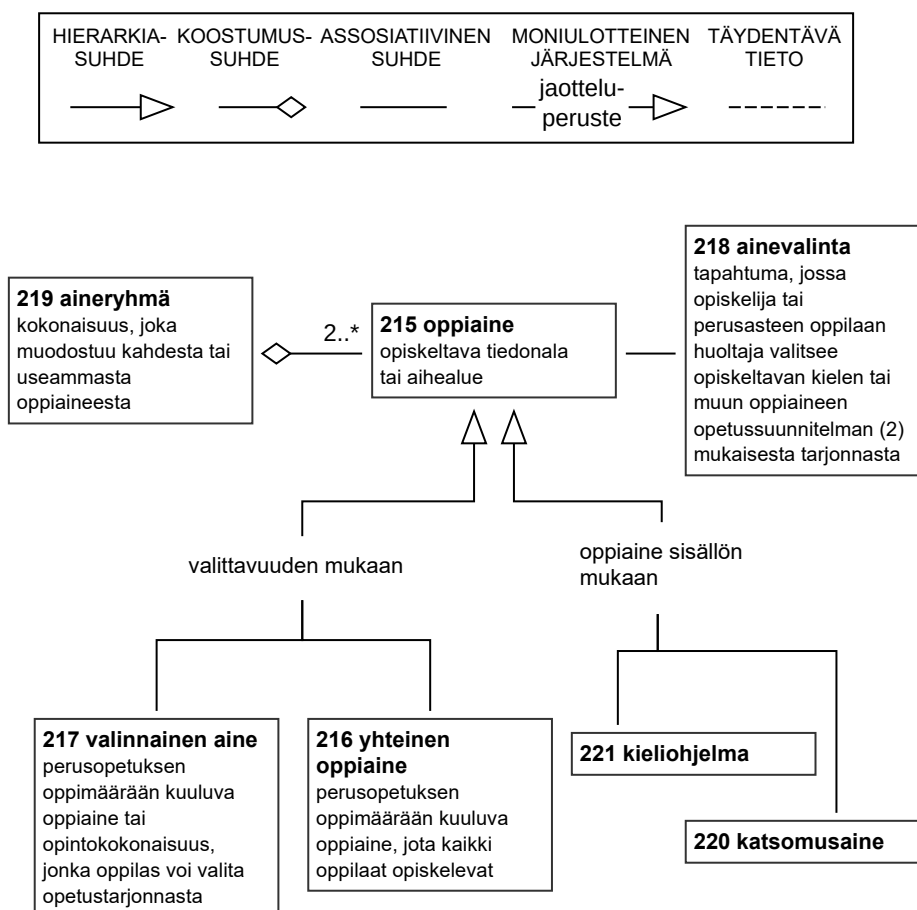 HIERARKIA-
SUHDE
KOOSTUMUS-
SUHDE
ASSOSIATIIVINEN
SUHDE
MONIULOTTEINEN
JÄRJESTELMÄ
TÄYDENTÄVÄ
TIETO
jaottelu-
peruste
219 aineryhmä
kokonaisuus, joka
muodostuu kahdesta tai
useammasta
oppiaineesta
2..*
215 oppiaine
opiskeltava tiedonala
tai aihealue
218 ainevalinta
tapahtuma, jossa
opiskelija tai
perusasteen oppilaan
huoltaja valitsee
opiskeltavan kielen tai
muun oppiaineen
opetussuunnitelman (2)
mukaisesta tarjonnasta
valittavuuden mukaan
oppiaine sisällön
mukaan
217 valinnainen aine
perusopetuksen
oppimäärään kuuluva
oppiaine tai
opintokokonaisuus,
jonka oppilas voi valita
opetustarjonnasta
216 yhteinen
oppiaine
perusopetuksen
oppimäärään kuuluva
oppiaine, jota kaikki
oppilaat opiskelevat
221 kieliohjelma
220 katsomusaine